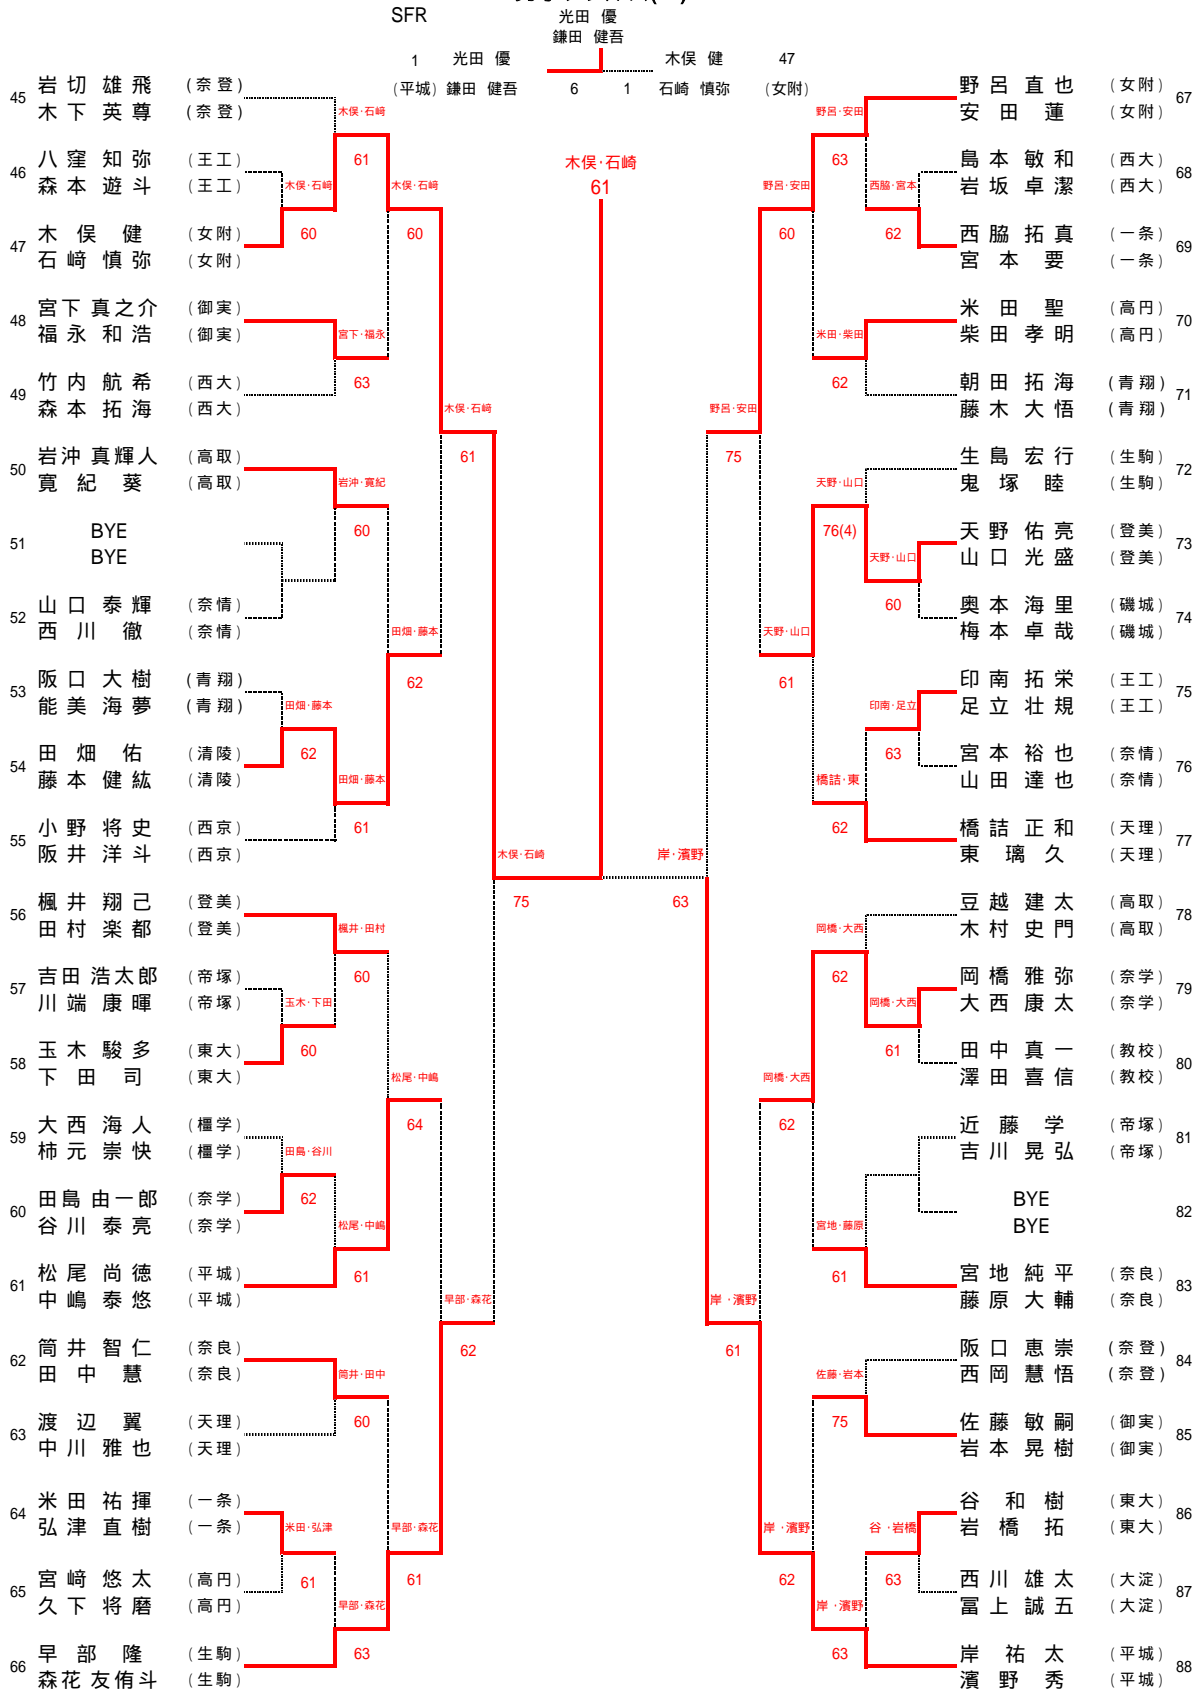 SFR
光田 優
鎌田 健吾
1 光田 優 木俣 健 47
(平城) 鎌田 健吾 6 1 石崎 慎弥 (女附)
木俣・石崎
61
45 岩切 雄飛 (奈登)
木下 英尊 (奈登)
46 八窪 知弥 (王工)
森本 遊斗 (王工)
47 木俣 健 (女附)
石﨑 慎弥 (女附)
48 宮下 真之介 (御実)
福永 和浩 (御実)
49 竹内 航希 (西大)
森本 拓海 (西大)
50 岩沖 真輝人 (高取)
寛紀 葵 (高取)
51 BYE
BYE
52 山口 泰輝 (奈情)
西川 徹 (奈情)
53 阪口 大樹 (青翔)
能美 海夢 (青翔)
54 田畑 佑 (清陵)
藤本 健紘 (清陵)
55 小野 将史 (西京)
阪井 洋斗 (西京)
56 楓井 翔己 (登美)
田村 楽都 (登美)
57 吉田 浩太郎 (帝塚)
川端 康暉 (帝塚)
58 玉木 駿多 (東大)
下田 司 (東大)
59 大西 海人 (橿学)
柿元 崇快 (橿学)
60 田島 由一郎 (奈学)
谷川 泰亮 (奈学)
61 松尾 尚徳 (平城)
中嶋 泰悠 (平城)
62 筒井 智仁 (奈良)
田中 慧 (奈良)
63 渡辺 翼 (天理)
中川 雅也 (天理)
64 米田 祐揮 (一条)
弘津 直樹 (一条)
65 宮﨑 悠太 (高円)
久下 将磨 (高円)
66 早部 隆 (生駒)
森花 友侑斗 (生駒)
木俣・石﨑
61
木俣・石﨑
60
木俣・石﨑
60
宮下・福永
63
木俣・石﨑
61
岩沖・寛紀
60
田畑・藤本
62
田畑・藤本
62
田畑・藤本
61
木俣・石﨑
75
楓井・田村
60
玉木・下田
60
松尾・中嶋
64
田島・谷川
62
松尾・中嶋
61
早部・森花
62
筒井・田中
60
米田・弘津
61
早部・森花
61
早部・森花
63
野呂 直也 (女附) 67
安田 蓮 (女附)
島本 敏和 (西大) 68
岩坂 卓潔 (西大)
西脇 拓真 (一条) 69
宮本 要 (一条)
米田 聖 (高円) 70
柴田 孝明 (高円)
朝田 拓海 (青翔) 71
藤木 大悟 (青翔)
生島 宏行 (生駒) 72
鬼塚 睦 (生駒)
天野 佑亮 (登美) 73
山口 光盛 (登美)
奥本 海里 (磯城) 74
梅本 卓哉 (磯城)
印南 拓栄 (王工) 75
足立 壮規 (王工)
宮本 裕也 (奈情) 76
山田 達也 (奈情)
橋詰 正和 (天理) 77
東 璃久 (天理)
豆越 建太 (高取) 78
木村 史門 (高取)
岡橋 雅弥 (奈学) 79
大西 康太 (奈学)
田中 真一 (教校) 80
澤田 喜信 (教校)
近藤 学 (帝塚) 81
吉川 晃弘 (帝塚)
BYE 82
BYE
宮地 純平 (奈良) 83
藤原 大輔 (奈良)
阪口 恵崇 (奈登) 84
西岡 慧悟 (奈登)
佐藤 敏嗣 (御実) 85
岩本 晃樹 (御実)
谷 和樹 (東大) 86
岩橋 拓 (東大)
西川 雄太 (大淀) 87
冨上 誠五 (大淀)
岸 祐太 (平城) 88
濱野 秀 (平城)
野呂・安田
63
野呂・安田
60
西脇・宮本
62
米田・柴田
62
野呂・安田
75
天野・山口
76(4)
天野・山口
60
天野・山口
61
印南・足立
63
橋詰・東
62
岸・濱野
63
岡橋・大西
62
岡橋・大西
61
岡橋・大西
62
宮地・藤原
61
岸・濱野
61
佐藤・岩本
75
岸・濱野
62
谷・岩橋
63
岸・濱野
63